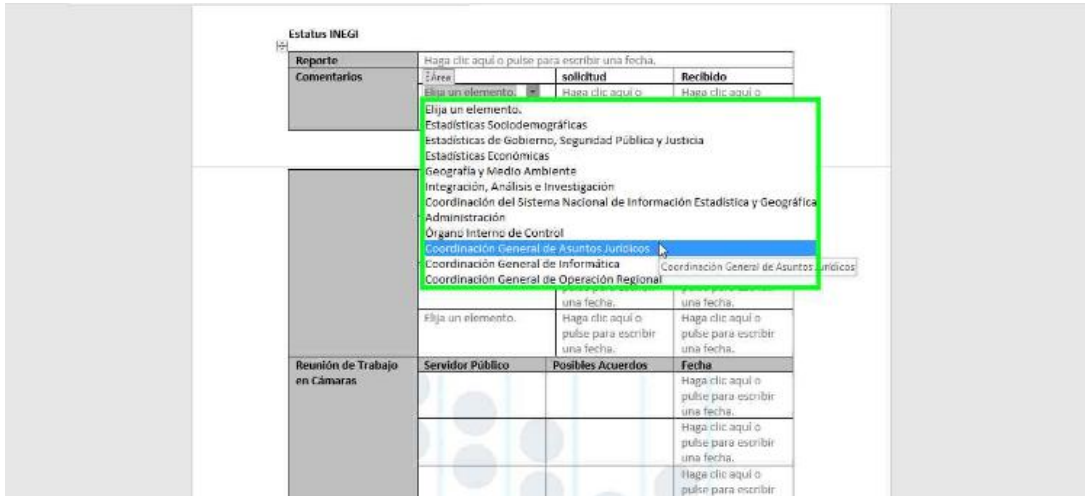 Estatus INEGI
Reporte Haga clic aquí o pulse para escribir una fecha.
Comentarios Área solicitud Recibido
Elija un elemento. Haga clic aquí o Haga clic aquí o
Elija un elemento.
Estadísticas Sociodemográficas
Estadísticas de Gobierno, Seguridad Pública y Justicia
Estadísticas Económicas
Geografía y Medio Ambiente
Integración, Análisis e Investigación
Coordinación del Sistema Nacional de Información Estadística y Geográfica
Administración
Órgano Interno de Control
Coordinación General de Asuntos Jurídicos
Coordinación General de Informática Coordinación General de Asuntos Jurídicos
Coordinación General de Operación Regional
una fecha. una fecha.
Elija un elemento. Haga clic aquí o Haga clic aquí o
pulse para escribir pulse para escribir
una fecha. una fecha.
Reunión de Trabajo Servidor Público Posibles Acuerdos Fecha
en Cámaras Haga clic aquí o
pulse para escribir
una fecha.
Haga clic aquí o
pulse para escribir
una fecha.
Haga clic aquí o
pulse para escribir